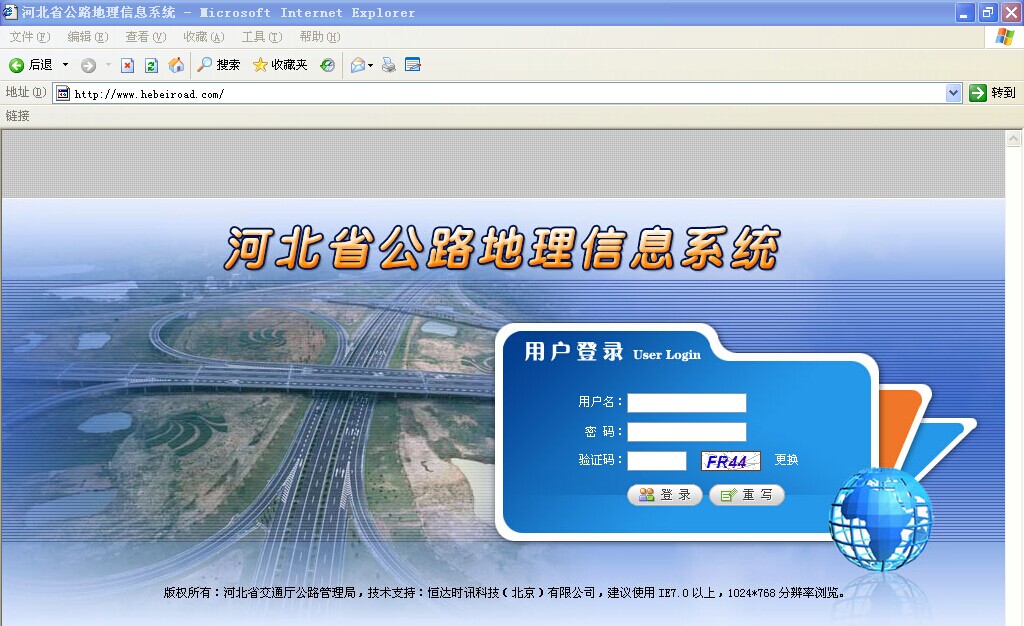 河北省公路地理信息系统 - Microsoft Internet Explorer
文件(F) 编辑(E) 查看(V) 收藏(A) 工具(T) 帮助(H)
后退 搜索 收藏夹
地址(D) http://www.hebeiroad.com/ 转到
链接
河北省公路地理信息系统
用户登录 User Login
用户名：
密 码：
验证码： FR44 更换
登 录 重 写
版权所有：河北省交通厅公路管理局，技术支持：恒达时讯科技(北京)有限公司，建议使用 IE7.0 以上，1024*768 分辨率浏览。